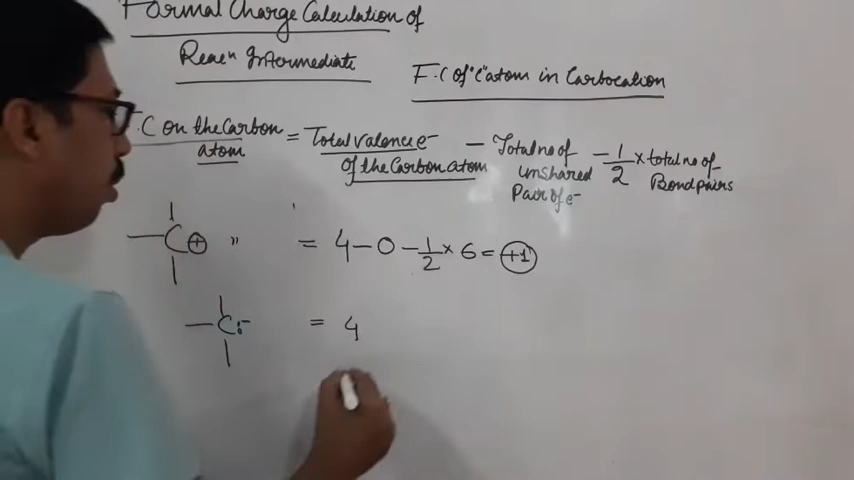 Formal Charge Calculation of
Reacn Intermediate
F.C of "C" atom in Carbocation
F.C on the Carbon atom = Total valence e- of the Carbon atom - Total no of unshared Pair of e- - 1/2 x total no of Bond pairs
C+ " = 4 - 0 - 1/2 x 6 = +1
C:- = 4